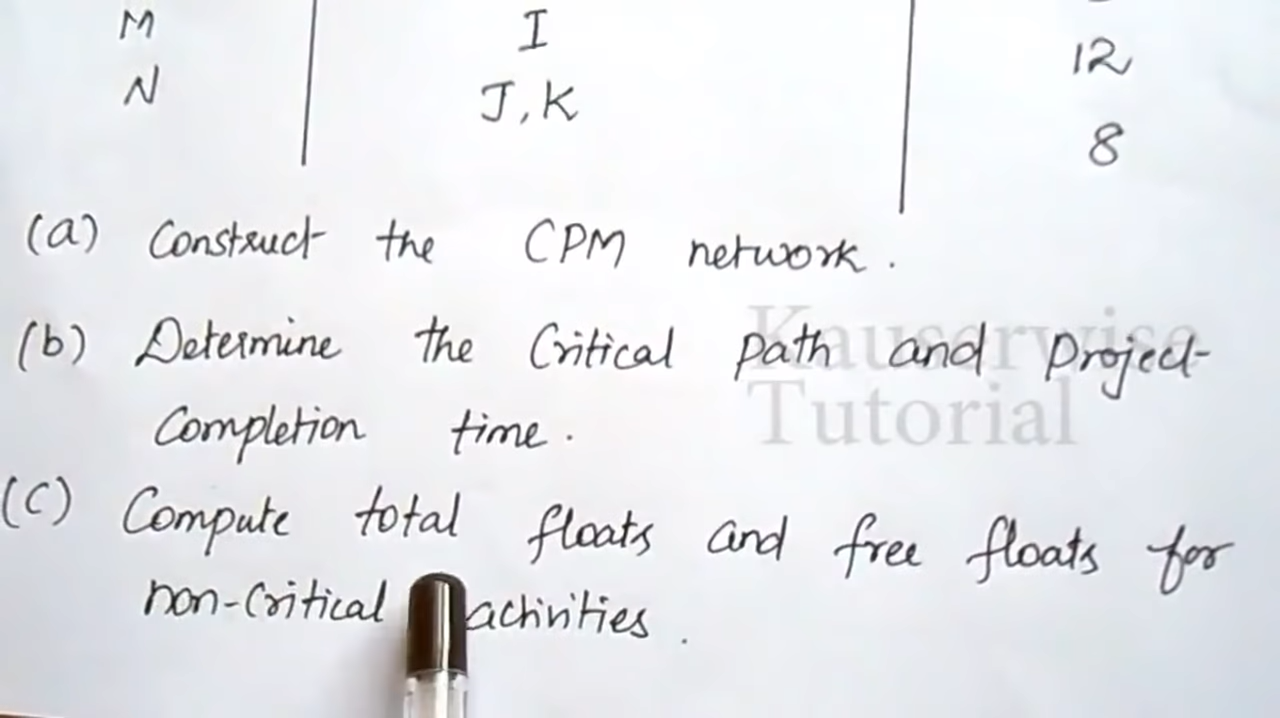 M I 12
N J, K 8
(a) Construct the CPM network.
(b) Determine the Critical path and Project
Completion time.
(C) Compute total floats and free floats for
non-Critical activities.
Kauserwise
Tutorial